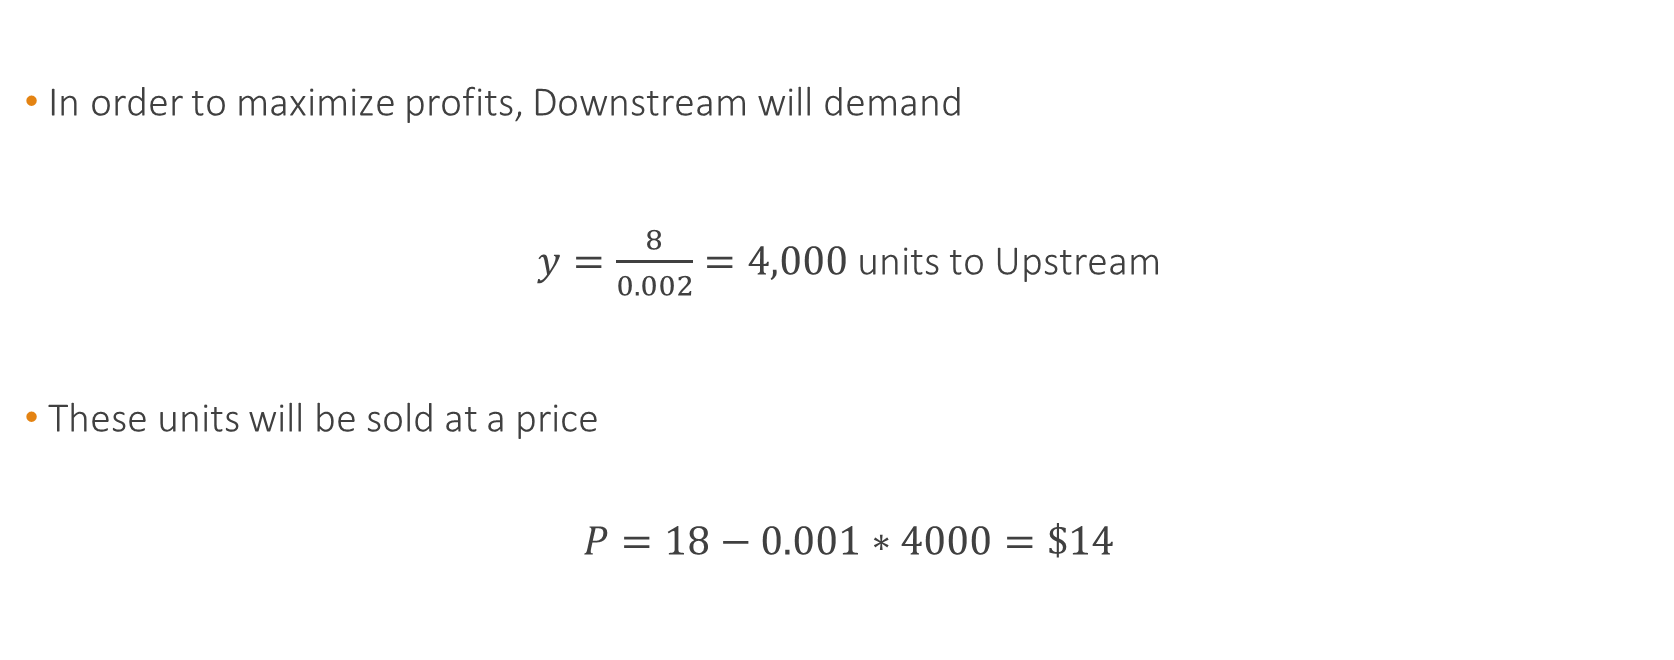 • In order to maximize profits, Downstream will demand
y = 8/0.002 = 4,000 units to Upstream
• These units will be sold at a price
P = 18 − 0.001 * 4000 = $14